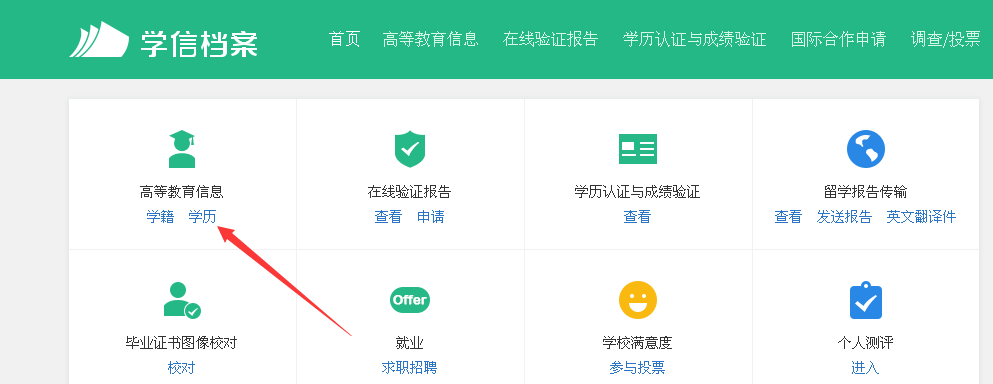 学信档案 首页 高等教育信息 在线验证报告 学历认证与成绩验证 国际合作申请 调查/投票
高等教育信息 在线验证报告 学历认证与成绩验证 留学报告传输
学籍 学历 查看 申请 查看 查看 发送报告 英文翻译件
Offer
毕业证书图像校对 就业 学校满意度 个人测评
校对 求职招聘 参与投票 进入